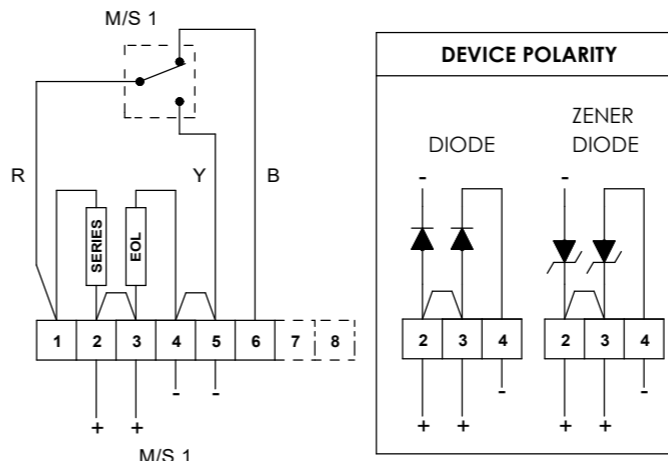 M/S 1
R
Y
B
SERIES
EOL
1 2 3 4 5 6 7 8
- -
+ +
M/S 1
DEVICE POLARITY
DIODE
ZENER
DIODE
- -
2 3 4
2 3 4
- -
+ +
+ +